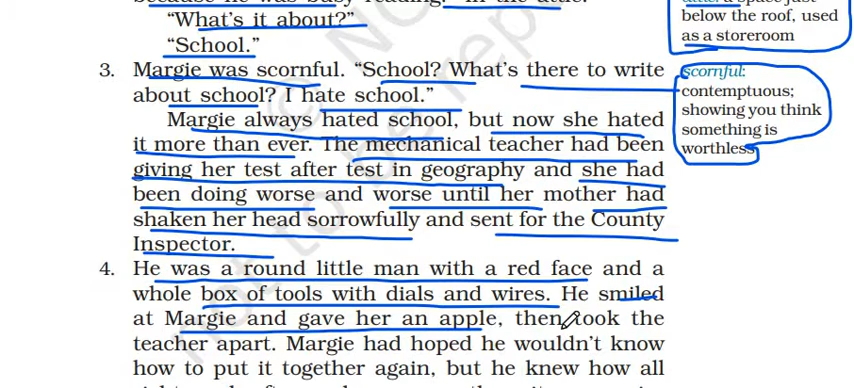 "What's it about?"
"School."
3. Margie was scornful. "School? What's there to write
about school? I hate school."
Margie always hated school, but now she hated
it more than ever. The mechanical teacher had been
giving her test after test in geography and she had
been doing worse and worse until her mother had
shaken her head sorrowfully and sent for the County
Inspector.
4. He was a round little man with a red face and a
whole box of tools with dials and wires. He smiled
at Margie and gave her an apple, then took the
teacher apart. Margie had hoped he wouldn't know
how to put it together again, but he knew how all
below the roof, used
as a storeroom
scornful:
contemptuous;
showing you think
something is
worthless
not to be rep